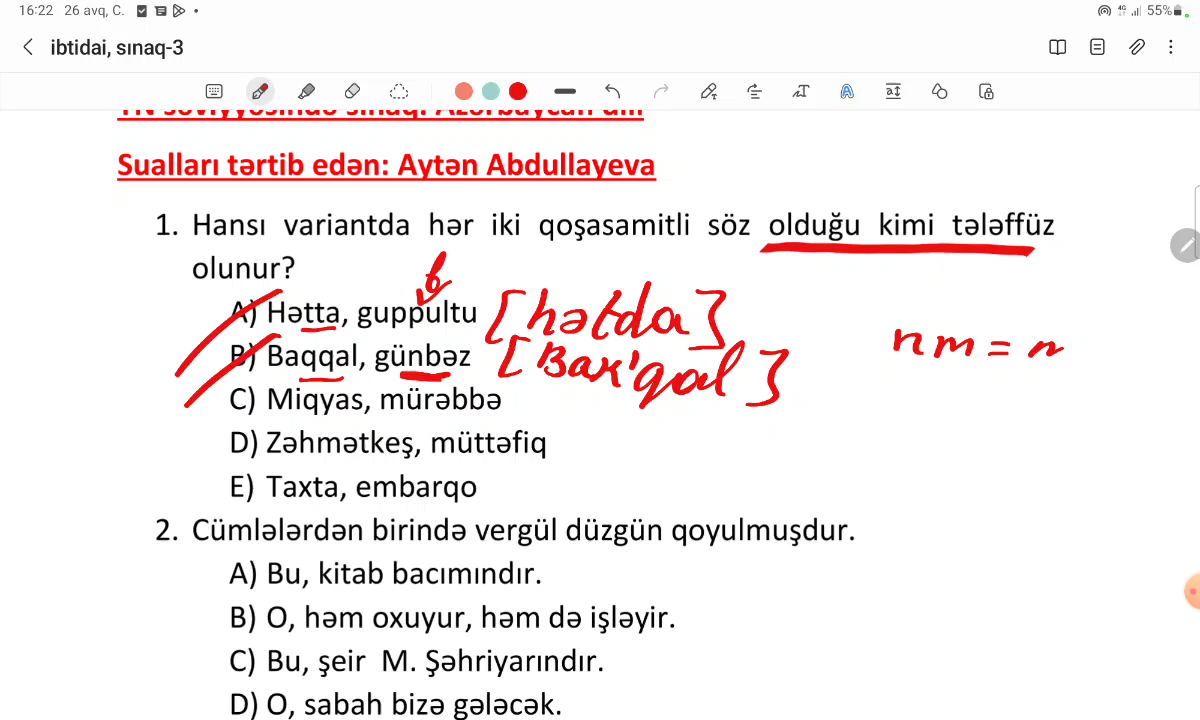 16:22 26 avq, C. 4G 55%
ibtidai, sınaq-3
Sualları tərtib edən: Aytən Abdullayeva
1. Hansı variantda hər iki qoşasamitli söz olduğu kimi tələffüz
olunur?
b
A) Hətta, guppultu [hətda]
B) Baqqal, günbəz [Bax'qal] nm = n
C) Miqyas, mürəbbə
D) Zəhmətkeş, müttəfiq
E) Taxta, embarqo
2. Cümlələrdən birində vergül düzgün qoyulmuşdur.
A) Bu, kitab bacımındır.
B) O, həm oxuyur, həm də işləyir.
C) Bu, şeir M. Şəhriyarındır.
D) O, sabah bizə gələcək.